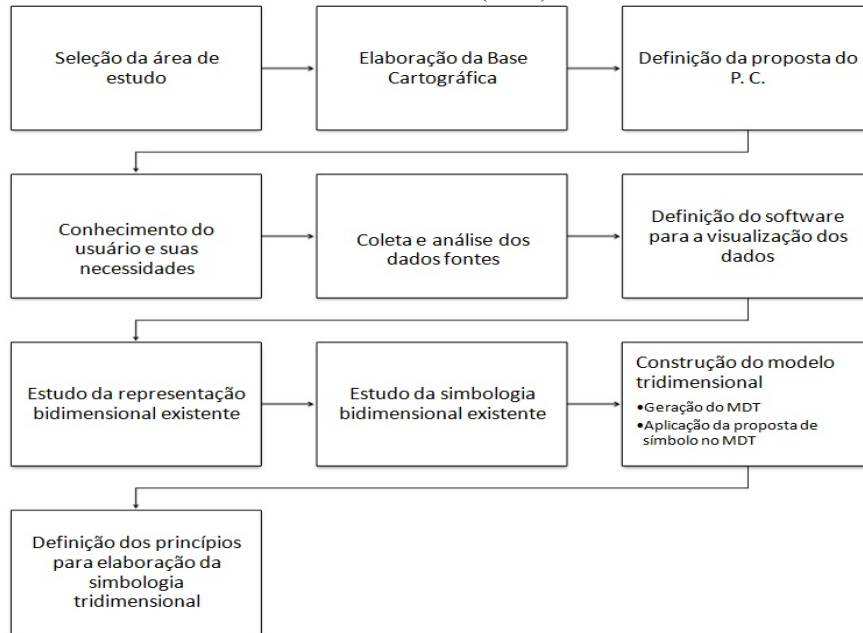 Seleção da área de
estudo
Elaboração da Base
Cartográfica
Definição da proposta do
P. C.
Conhecimento do
usuário e suas
necessidades
Coleta e análise dos
dados fontes
Definição do software
para a visualização dos
dados
Estudo da representação
bidimensional existente
Estudo da simbologia
bidimensional existente
Construção do modelo
tridimensional
•Geração do MDT
•Aplicação da proposta de
símbolo no MDT
Definição dos princípios
para elaboração da
simbologia
tridimensional